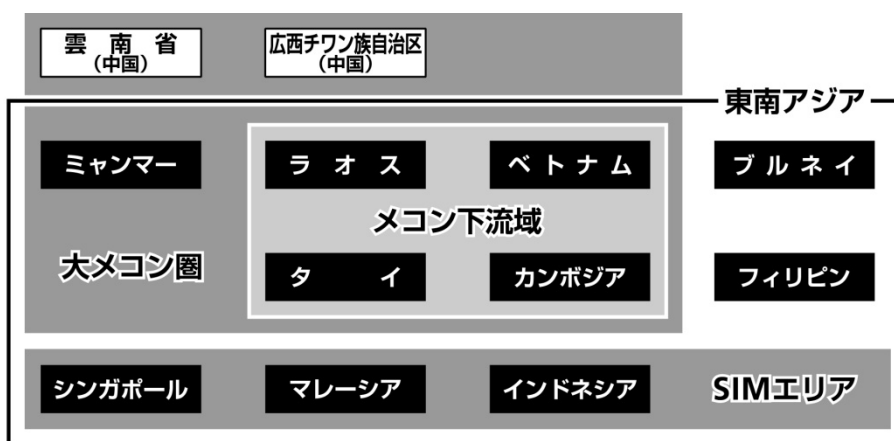 雲南省
(中国)
広西チワン族自治区
(中国)
東南アジア
ミャンマー
ラオス
ベトナム
ブルネイ
メコン下流域
大メコン圏
タイ
カンボジア
フィリピン
シンガポール
マレーシア
インドネシア
SIMエリア